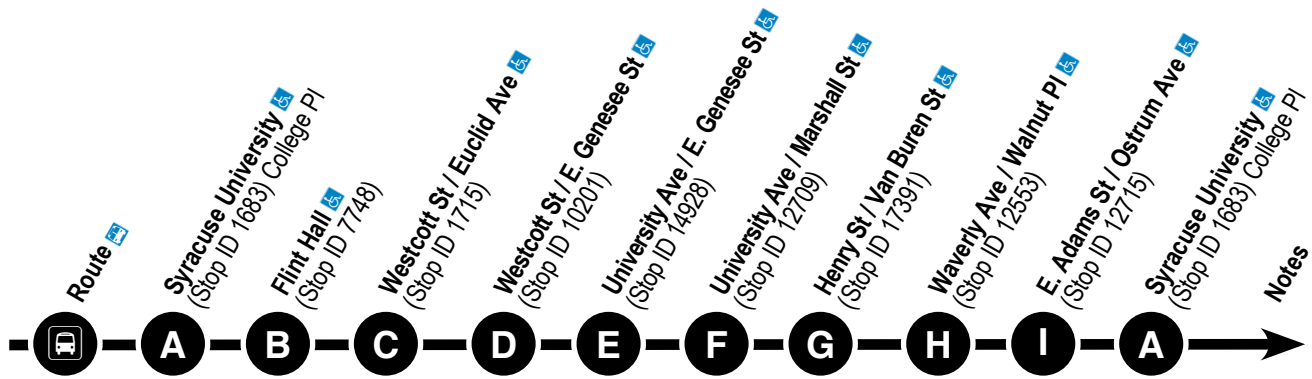 Route
Syracuse University
(Stop ID 1683) College Pl
Flint Hall
(Stop ID 7748)
Westcott St / Euclid Ave
(Stop ID 1715)
Westcott St / E. Genesee St
(Stop ID 10201)
University Ave / E. Genesee St
(Stop ID 14928)
University Ave / Marshall St
(Stop ID 12709)
Henry St / Van Buren St
(Stop ID 17391)
Waverly Ave / Walnut Pl
(Stop ID 12553)
E. Adams St / Ostrum Ave
(Stop ID 12715)
Syracuse University
(Stop ID 1683) College Pl
Notes
A B C D E F G H I A